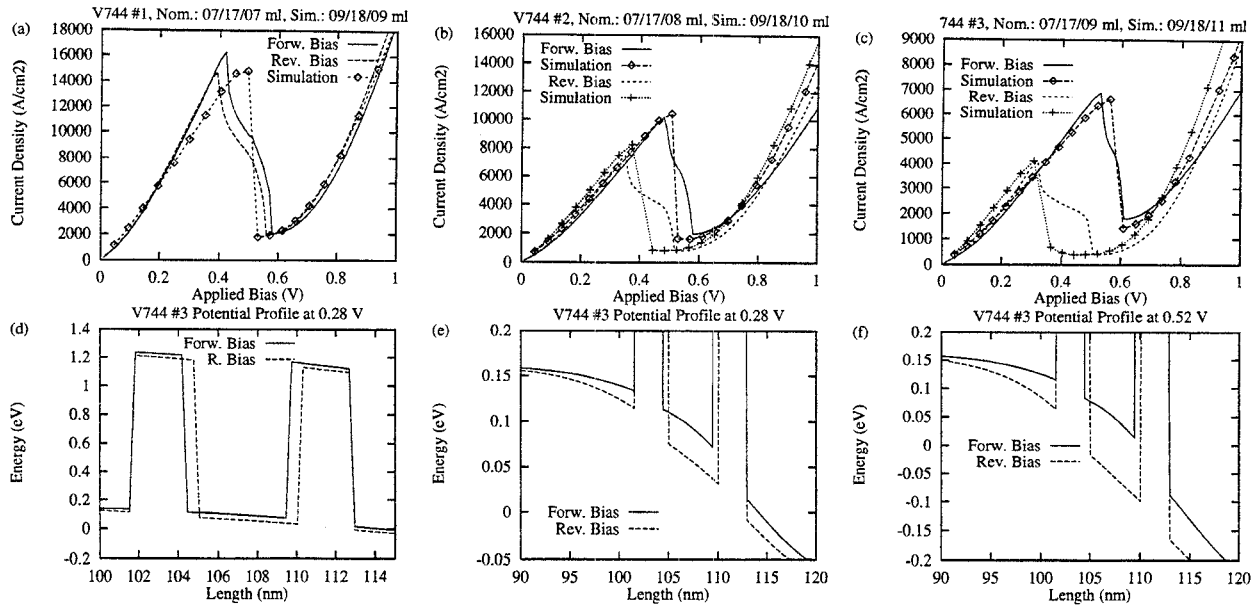 V744 #1, Nom.: 07/17/07 ml, Sim.: 09/18/09 ml
(a)
18000
16000
14000
12000
10000
8000
6000
4000
2000
0
Current Density (A/cm2)
Forw. Bias
Rev. Bias
Simulation
0 0.2 0.4 0.6 0.8 1
Applied Bias (V)
V744 #2, Nom.: 07/17/08 ml, Sim.: 09/18/10 ml
(b)
16000
14000
12000
10000
8000
6000
4000
2000
0
Current Density (A/cm2)
Forw. Bias
Simulation
Rev. Bias
Simulation
0 0.2 0.4 0.6 0.8 1
Applied Bias (V)
744 #3, Nom.: 07/17/09 ml, Sim.: 09/18/11 ml
(c)
9000
8000
7000
6000
5000
4000
3000
2000
1000
0
Current Density (A/cm2)
Forw. Bias
Simulation
Rev. Bias
Simulation
0 0.2 0.4 0.6 0.8 1
Applied Bias (V)
V744 #3 Potential Profile at 0.28 V
(d)
1.4
1.2
1
0.8
0.6
0.4
0.2
0
-0.2
Energy (eV)
Forw. Bias
R. Bias
100 102 104 106 108 110 112 114
Length (nm)
V744 #3 Potential Profile at 0.28 V
(e)
0.2
0.15
0.1
0.05
0
-0.05
Energy (eV)
Forw. Bias
Rev. Bias
90 95 100 105 110 115 120
Length (nm)
V744 #3 Potential Profile at 0.52 V
(f)
0.2
0.15
0.1
0.05
0
-0.05
-0.1
-0.15
-0.2
Energy (eV)
Forw. Bias
Rev. Bias
90 95 100 105 110 115 120
Length (nm)